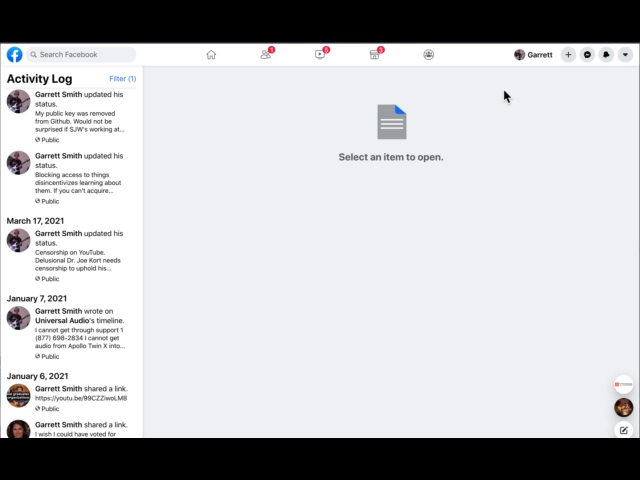 Search Facebook
1
5
3
Garrett
Activity Log
Filter (1)
Garrett Smith updated his
status.
My public key was removed
from Github. Would not be
surprised if SJW's working at...
Public
Garrett Smith updated his
status.
Blocking access to things
disincentivizes learning about
them. If you can't acquire...
Public
March 17, 2021
Garrett Smith updated his
status.
Censorship on YouTube.
Delusional Dr. Joe Kort needs
censorship to uphold his...
Public
January 7, 2021
Garrett Smith wrote on
Universal Audio's timeline.
I cannot get through support 1
(877) 698-2834 I cannot get
audio from Apollo Twin X into...
Public
January 6, 2021
Garrett Smith shared a link.
https://youtu.be/99CZZiwoLM8
Public
Garrett Smith shared a link.
I wish I could have voted for
Select an item to open.